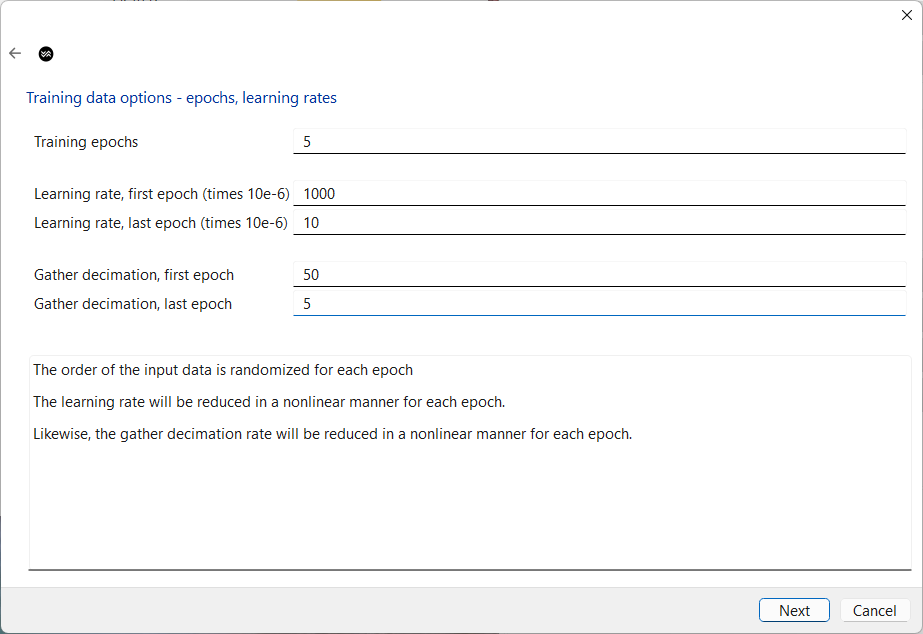 Training data options - epochs, learning rates
Training epochs 5
Learning rate, first epoch (times 10e-6) 1000
Learning rate, last epoch (times 10e-6) 10
Gather decimation, first epoch 50
Gather decimation, last epoch 5
The order of the input data is randomized for each epoch
The learning rate will be reduced in a nonlinear manner for each epoch.
Likewise, the gather decimation rate will be reduced in a nonlinear manner for each epoch.
Next Cancel